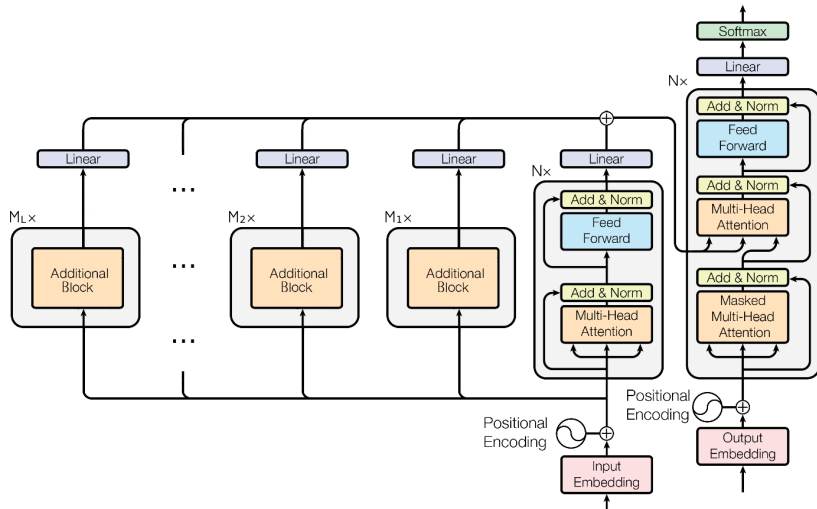 Softmax
Linear
N×
Add & Norm
Feed
Forward
Add & Norm
Multi-Head
Attention
Add & Norm
Masked
Multi-Head
Attention
Positional
Encoding
Output
Embedding
Linear
Linear
Linear
Linear
...
M_L×
M_2×
M_1×
N×
Add & Norm
Feed
Forward
Additional
Block
...
Additional
Block
Additional
Block
Add & Norm
Multi-Head
Attention
...
Positional
Encoding
Input
Embedding